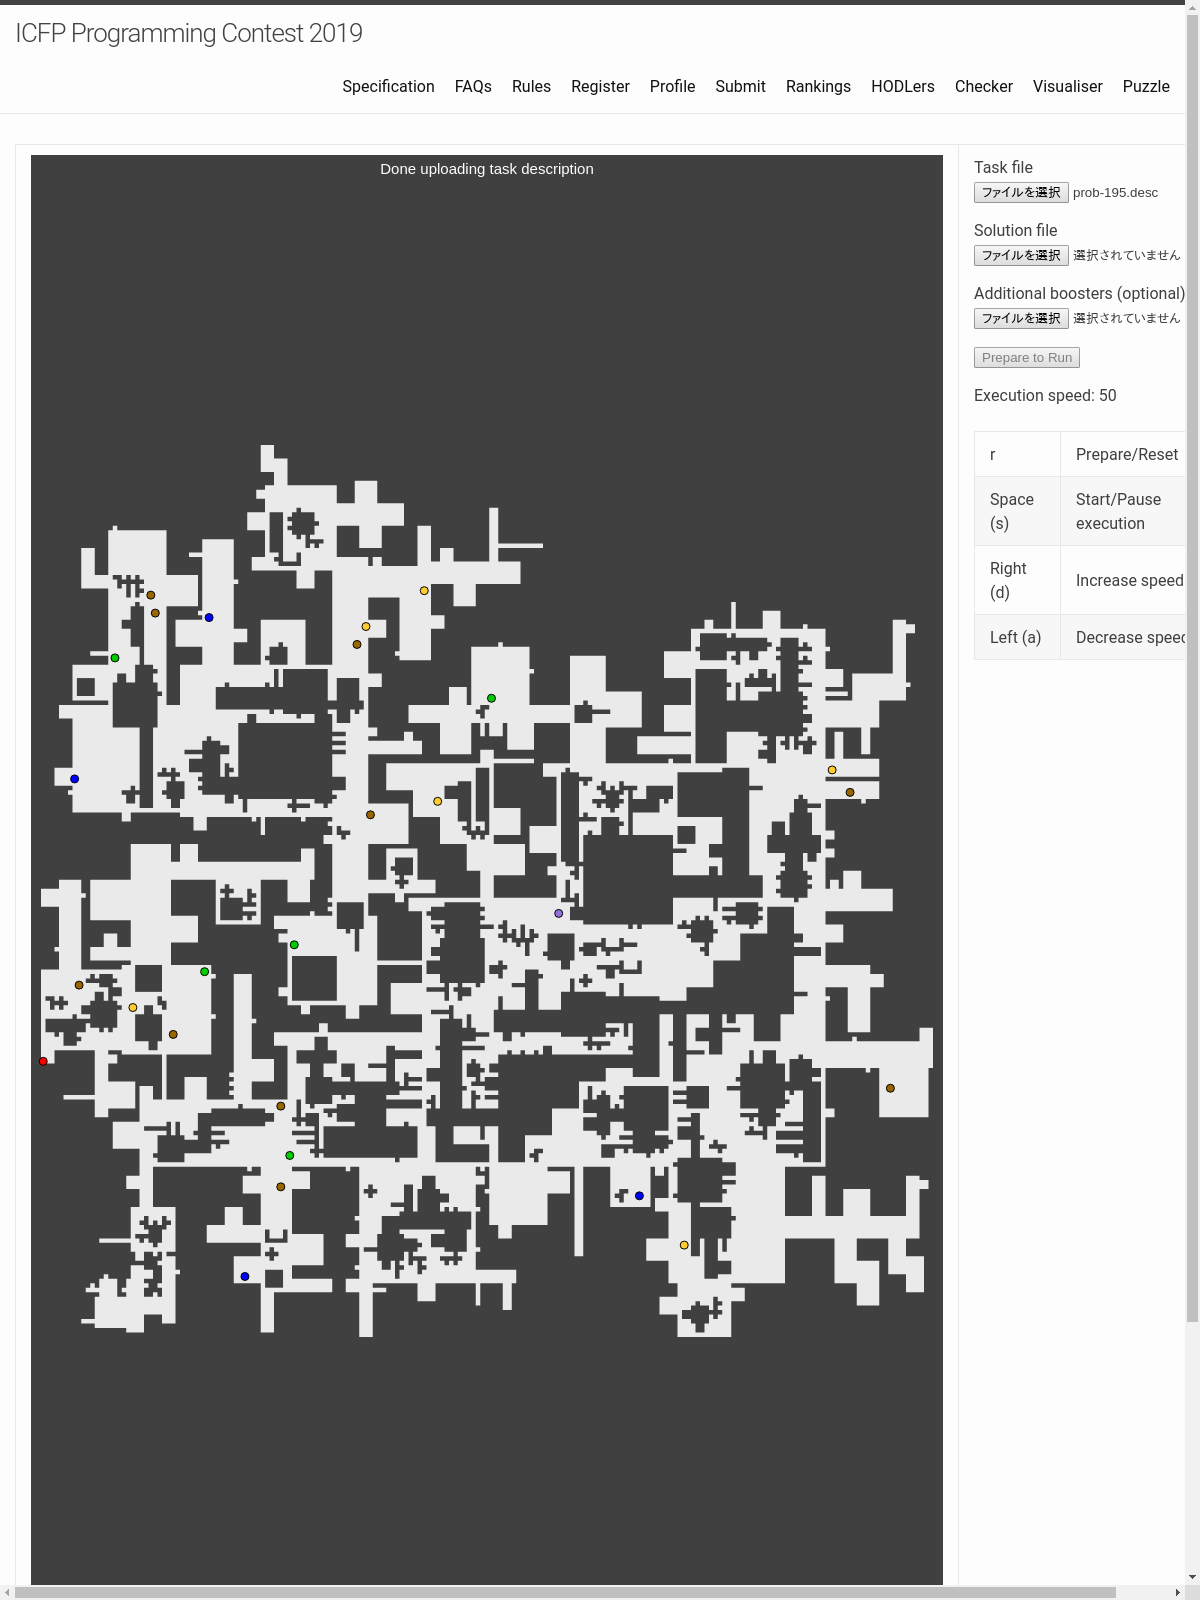 ICFP Programming Contest 2019
Specification FAQs Rules Register Profile Submit Rankings HODLers Checker Visualiser Puzzle
Done uploading task description
Task file
ファイルを選択 prob-195.desc
Solution file
ファイルを選択 選択されていません
Additional boosters (optional)
ファイルを選択 選択されていません
Prepare to Run
Execution speed: 50
r Prepare/Reset
Space (s) Start/Pause execution
Right (d) Increase speed
Left (a) Decrease speed